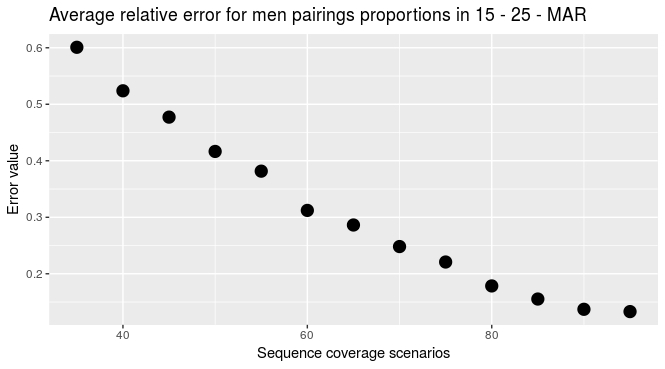 Average relative error for men pairings proportions in 15 - 25 - MAR
0.6
0.5
0.4
0.3
0.2
Error value
40
60
80
Sequence coverage scenarios